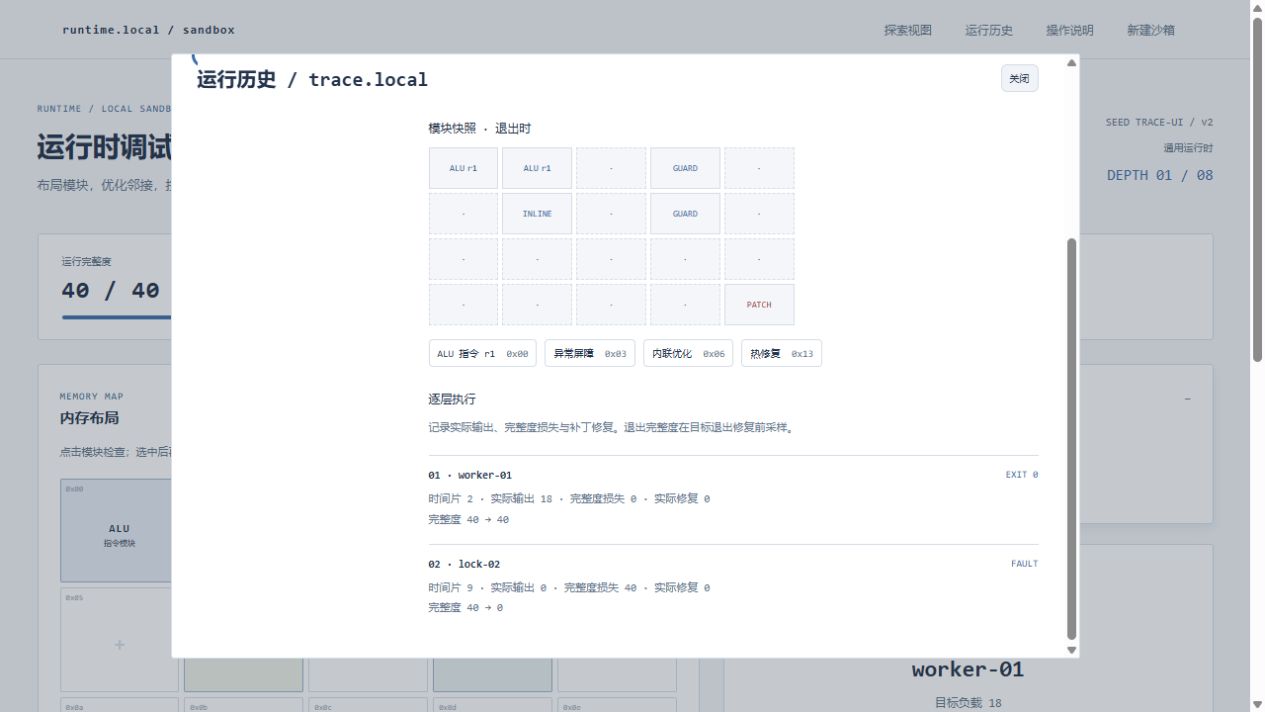 runtime.local / sandbox
探索视图 运行历史 操作说明 新建沙箱
运行历史 / trace.local
关闭
RUNTIME / LOCAL SANDB
SEED TRACE-UI / v2
运行时调试
通用运行时
布局模块，优化邻接，
DEPTH 01 / 08
模块快照 · 退出时
ALU r1 ALU r1 · GUARD ·
· INLINE · GUARD ·
· · · · ·
· · · · PATCH
运行完整度
40 / 40
ALU 指令 r1 0x00 异常屏障 0x03 内联优化 0x06 热修复 0x13
MEMORY MAP
内存布局
点击模块检查；选中后
逐层执行
记录实际输出、完整度损失与补丁修复。退出完整度在目标退出修复前采样。
01 · worker-01 EXIT 0
时间片 2 · 实际输出 18 · 完整度损失 0 · 实际修复 0
完整度 40 → 40
02 · lock-02 FAULT
时间片 9 · 实际输出 0 · 完整度损失 40 · 实际修复 0
完整度 40 → 0
0x00
ALU
指令模块
0x05
+
worker-01
目标负载 18
0x0a 0x0b 0x0c 0x0d 0x0e